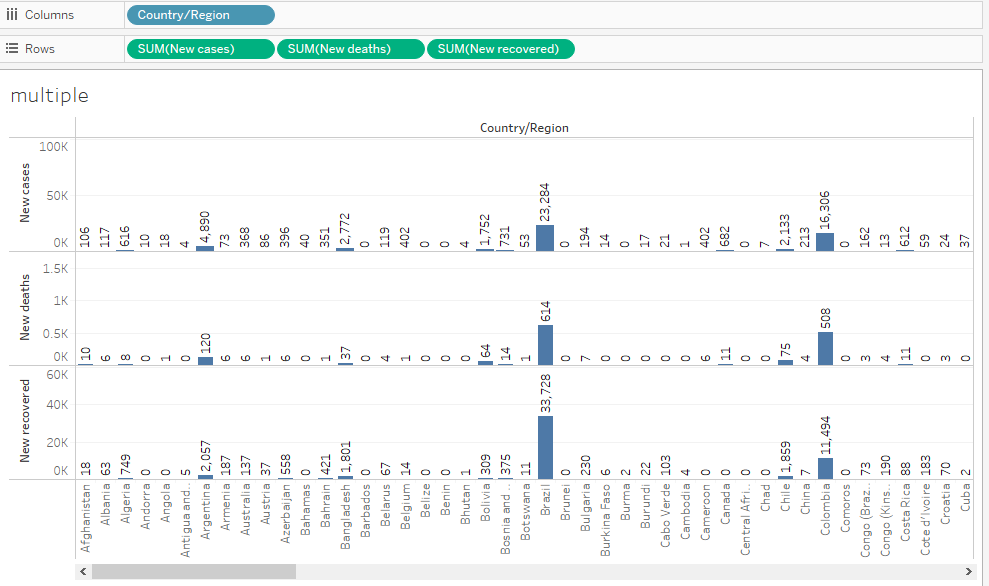 Columns Country/Region
Rows SUM(New cases) SUM(New deaths) SUM(New recovered)
multiple
Country/Region
New cases
100K
50K
0K
106 117 616 10 18 4 4,890 73 368 86 396 40 351 2,772 0 119 402 0 0 4 1,752 731 53 23,284 0 194 14 0 17 21 1 402 682 0 7 2,133 213 16,306 0 162 13 612 59 24 37
New deaths
1.5K
1K
0.5K
0K
10 6 8 0 1 0 120 6 6 1 6 0 1 37 0 4 1 0 0 0 64 14 1 614 0 7 0 0 0 0 0 6 11 0 0 75 4 508 0 3 4 11 0 3 0
New recovered
60K
40K
20K
0K
18 63 749 0 0 5 2,057 187 137 37 558 0 421 1,801 0 67 14 0 0 1 309 375 11 33,728 0 230 6 2 22 103 4 0 0 0 0 1,859 7 11,494 0 73 190 88 183 70 2
Afghanistan
Albania
Algeria
Andorra
Angola
Antigua and..
Argentina
Armenia
Australia
Austria
Azerbaijan
Bahamas
Bahrain
Bangladesh
Barbados
Belarus
Belgium
Belize
Benin
Bhutan
Bolivia
Bosnia and ..
Botswana
Brazil
Brunei
Bulgaria
Burkina Faso
Burma
Burundi
Cabo Verde
Cambodia
Cameroon
Canada
Central Afri..
Chad
Chile
China
Colombia
Comoros
Congo (Braz..
Congo (Kins..
Costa Rica
Cote d'Ivoire
Croatia
Cuba